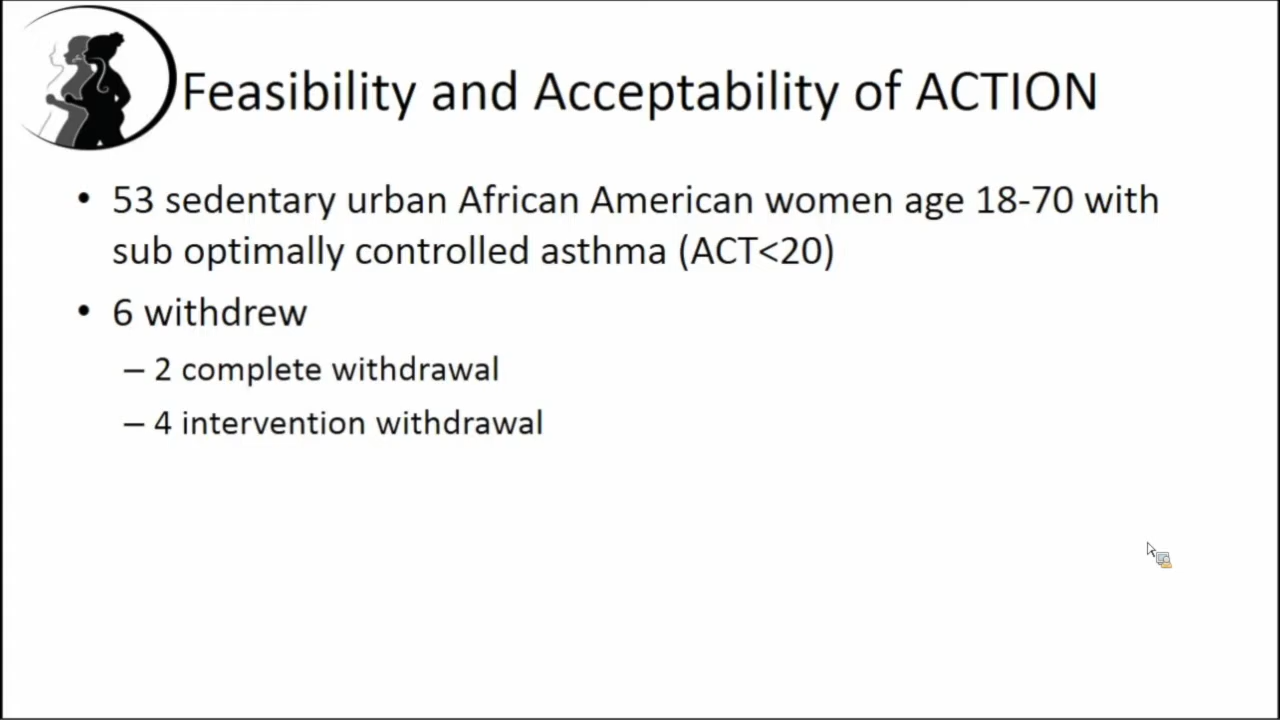 Feasibility and Acceptability of ACTION
• 53 sedentary urban African American women age 18-70 with
sub optimally controlled asthma (ACT<20)
• 6 withdrew
– 2 complete withdrawal
– 4 intervention withdrawal